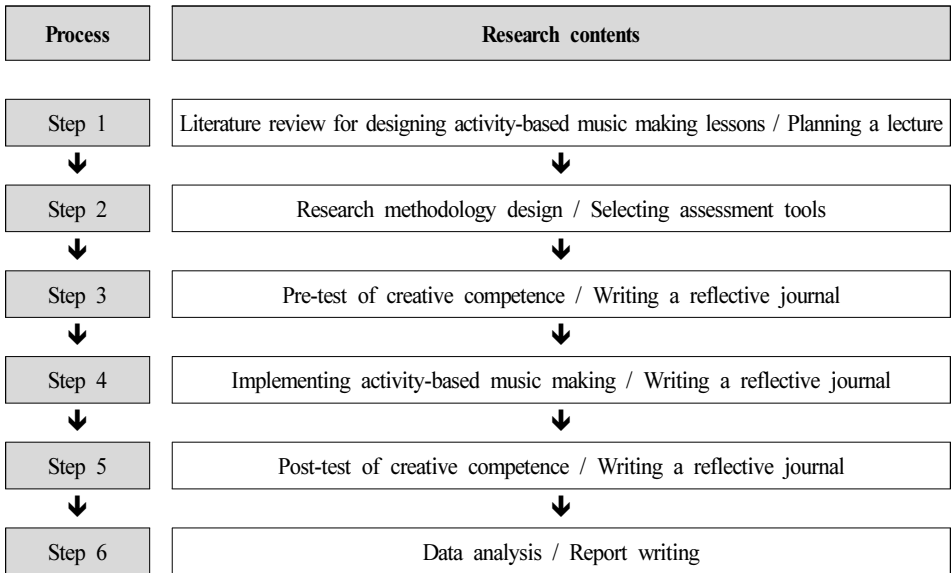 Process
Research contents
Step 1
Literature review for designing activity-based music making lessons / Planning a lecture
Step 2
Research methodology design / Selecting assessment tools
Step 3
Pre-test of creative competence / Writing a reflective journal
Step 4
Implementing activity-based music making / Writing a reflective journal
Step 5
Post-test of creative competence / Writing a reflective journal
Step 6
Data analysis / Report writing